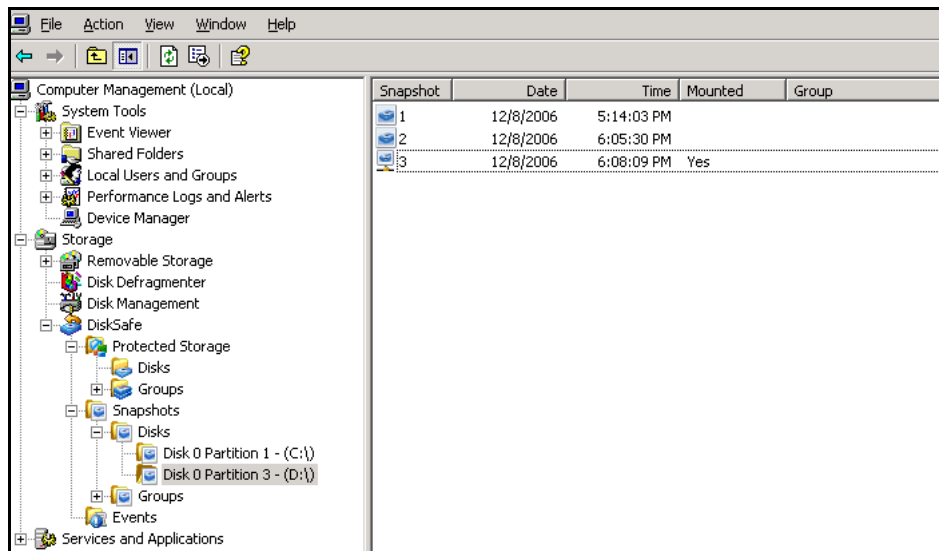 File Action View Window Help
Computer Management (Local)
System Tools
Event Viewer
Shared Folders
Local Users and Groups
Performance Logs and Alerts
Device Manager
Storage
Removable Storage
Disk Defragmenter
Disk Management
DiskSafe
Protected Storage
Disks
Groups
Snapshots
Disks
Disk 0 Partition 1 - (C:\)
Disk 0 Partition 3 - (D:\)
Groups
Events
Services and Applications
Snapshot Date Time Mounted Group
1 12/8/2006 5:14:03 PM
2 12/8/2006 6:05:30 PM
3 12/8/2006 6:08:09 PM Yes